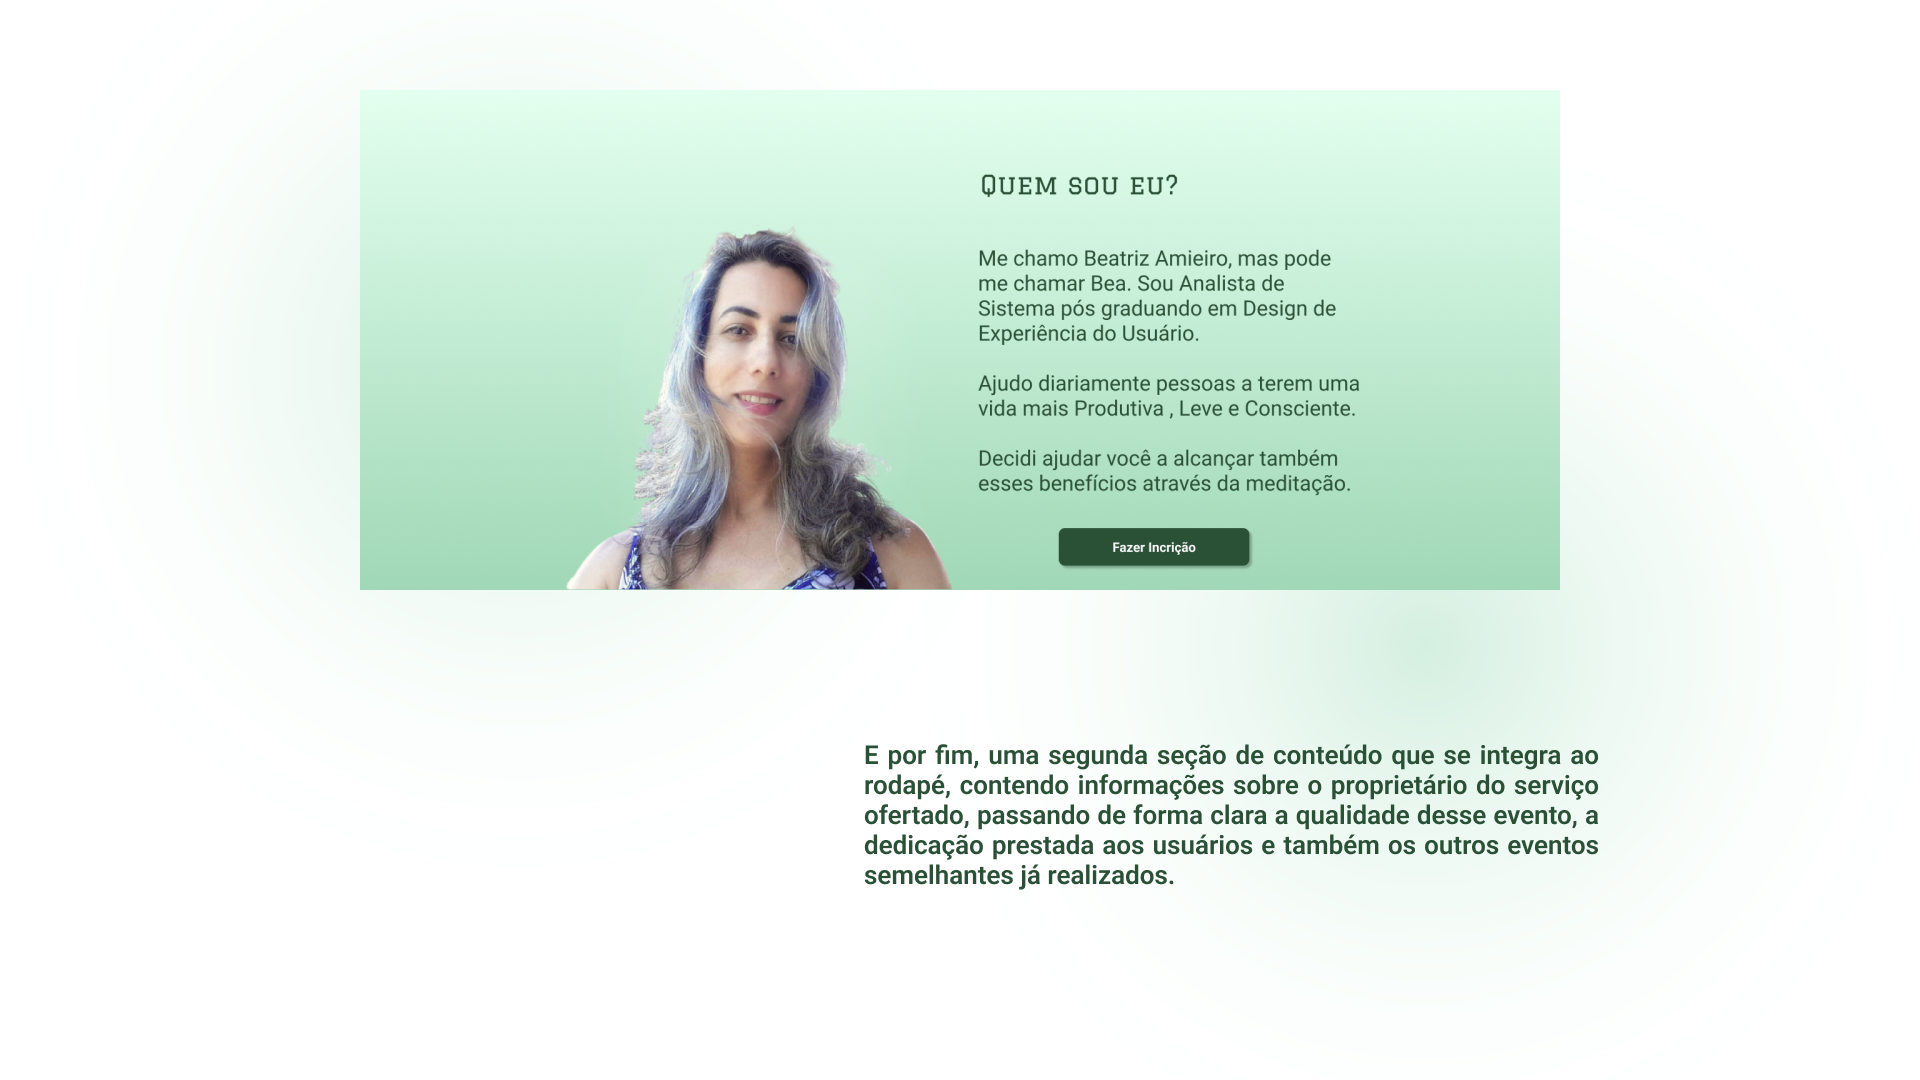 Quem sou eu?
Me chamo Beatriz Amieiro, mas pode
me chamar Bea. Sou Analista de
Sistema pós graduando em Design de
Experiência do Usuário.
Ajudo diariamente pessoas a terem uma
vida mais Produtiva , Leve e Consciente.
Decidi ajudar você a alcançar também
esses benefícios através da meditação.
Fazer Incrição
E por fim, uma segunda seção de conteúdo que se integra ao
rodapé, contendo informações sobre o proprietário do serviço
ofertado, passando de forma clara a qualidade desse evento, a
dedicação prestada aos usuários e também os outros eventos
semelhantes já realizados.